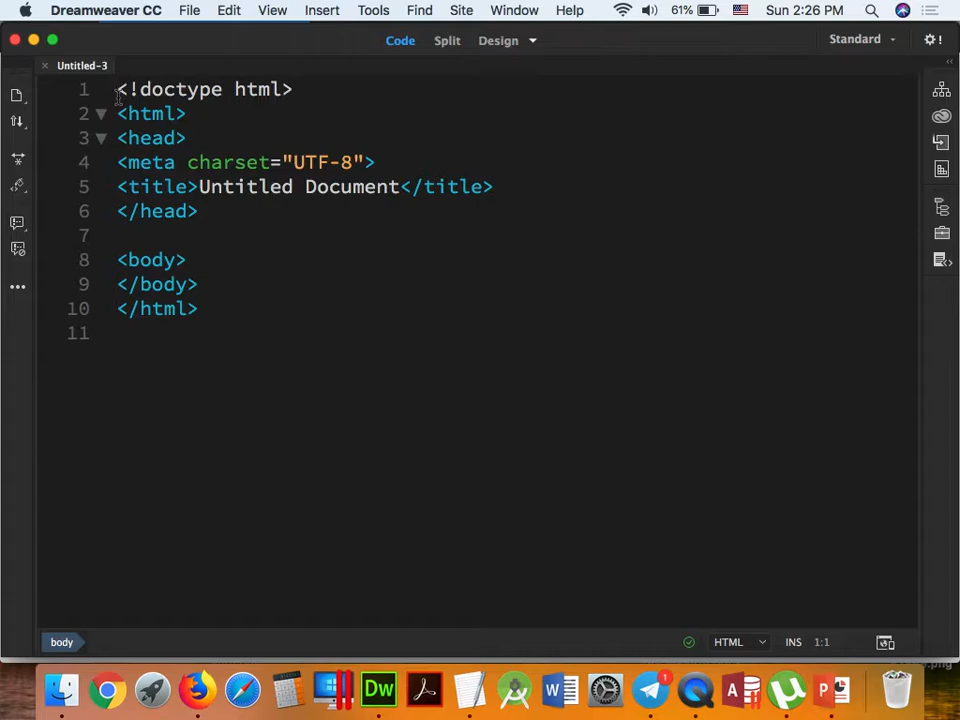 Dreamweaver CC File Edit View Insert Tools Find Site Window Help 61% Sun 2:26 PM
Code Split Design Standard !
Untitled-3
1 <!doctype html>
2 <html>
3 <head>
4 <meta charset="UTF-8">
5 <title>Untitled Document</title>
6 </head>
7
8 <body>
9 </body>
10 </html>
11
body HTML INS 1:1
Dw W 1 A P